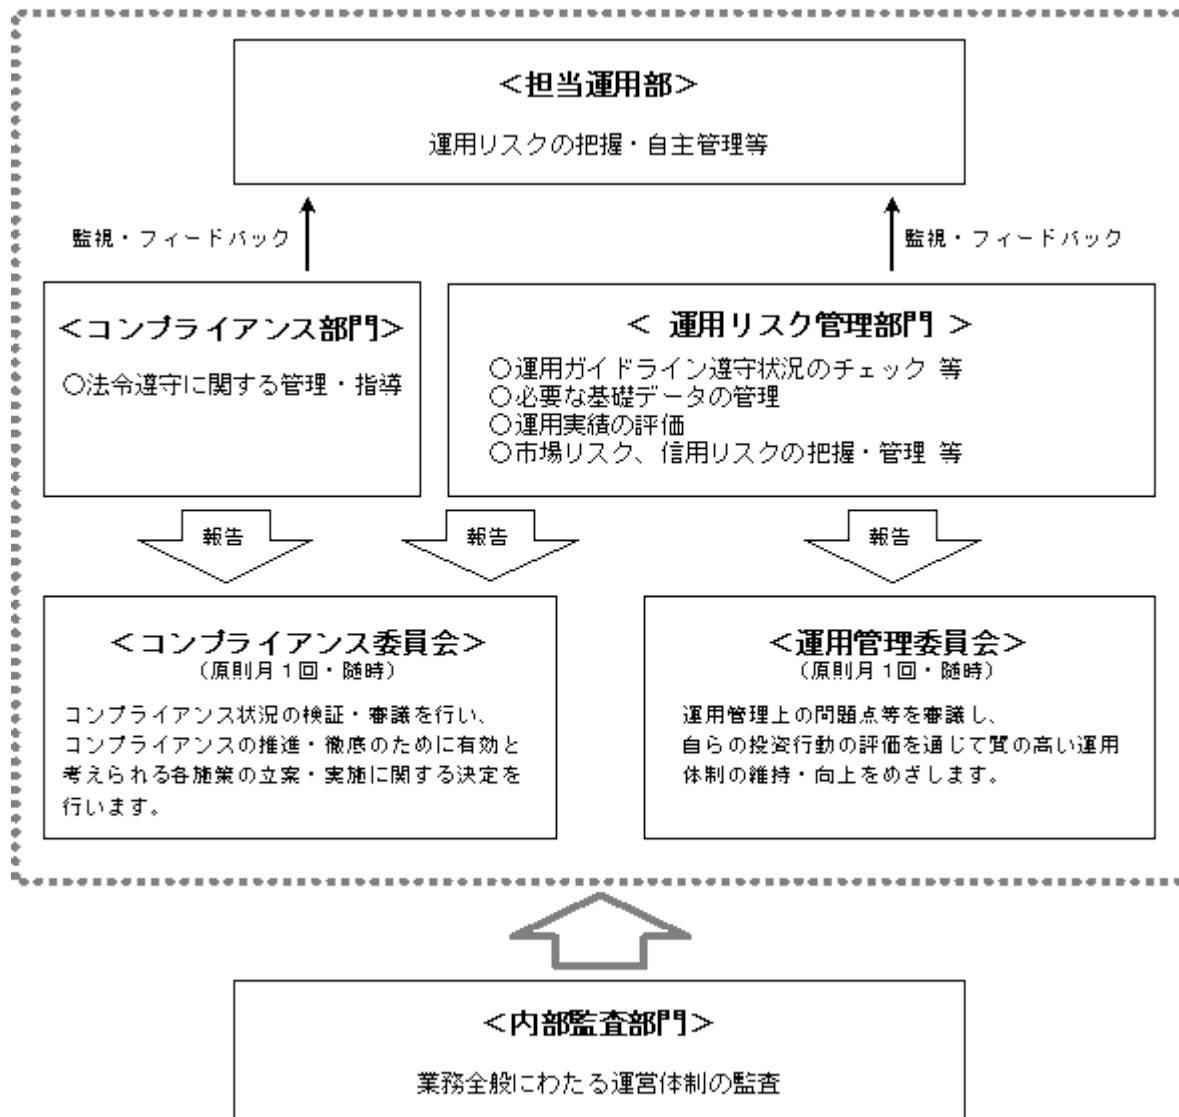 ＜担当運用部＞
運用リスクの把握・自主管理等
監視・フィードバック
監視・フィードバック
＜コンプライアンス部門＞
○法令遵守に関する管理・指導
＜ 運用リスク管理部門 ＞
○運用ガイドライン遵守状況のチェック 等
○必要な基礎データの管理
○運用実績の評価
○市場リスク、信用リスクの把握・管理 等
報告
報告
報告
＜コンプライアンス委員会＞
（原則月１回・随時）
コンプライアンス状況の検証・審議を行い、
コンプライアンスの推進・徹底のために有効と
考えられる各施策の立案・実施に関する決定を
行います。
＜運用管理委員会＞
（原則月１回・随時）
運用管理上の問題点等を審議し、
自らの投資行動の評価を通じて質の高い運用
体制の維持・向上をめざします。
＜内部監査部門＞
業務全般にわたる運営体制の監査